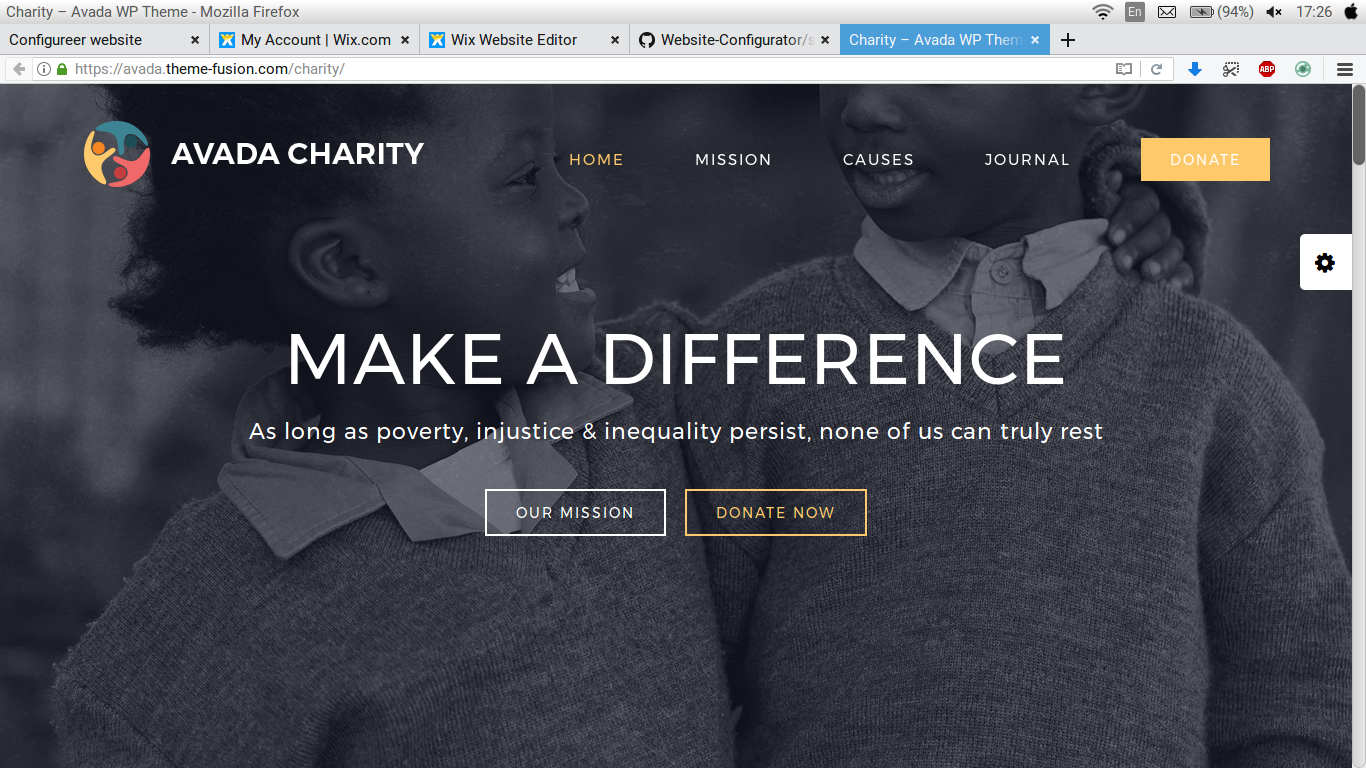 Charity – Avada WP Theme - Mozilla Firefox
En
(94%)
17:26
Configureer website
My Account | Wix.com
Wix Website Editor
Website-Configurator/s
Charity – Avada WP Them
https://avada.theme-fusion.com/charity/
ABP
AVADA CHARITY
HOME
MISSION
CAUSES
JOURNAL
DONATE
MAKE A DIFFERENCE
As long as poverty, injustice & inequality persist, none of us can truly rest
OUR MISSION
DONATE NOW